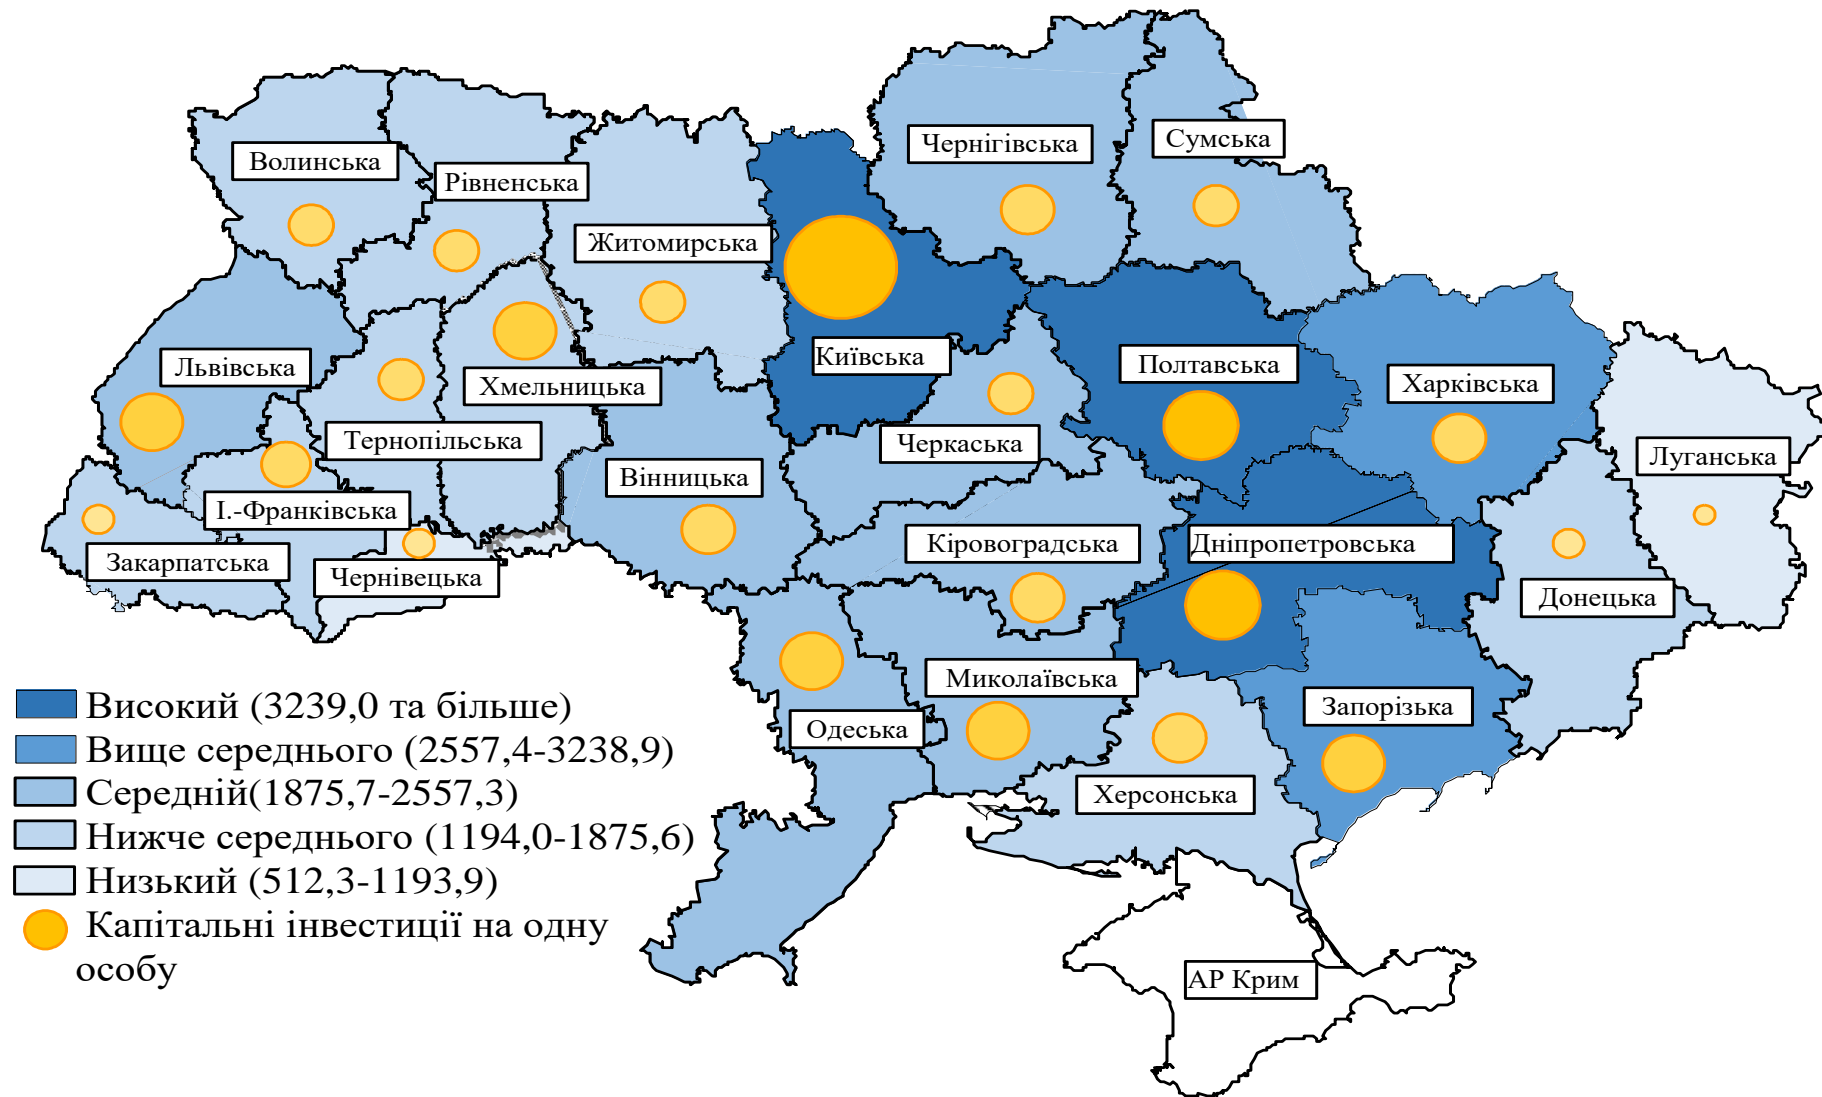 Чернігівська
Сумська
Волинська
Рівненська
Житомирська
Київська
Львівська
Хмельницька
Полтавська
Харківська
Тернопільська
Черкаська
Луганська
Вінницька
І.-Франківська
Кіровоградська
Дніпропетровська
Закарпатська
Чернівецька
Донецька
Миколаївська
Запорізька
Одеська
Херсонська
АР Крим
Високий (3239,0 та більше)
Вище середнього (2557,4-3238,9)
Середній(1875,7-2557,3)
Нижче середнього (1194,0-1875,6)
Низький (512,3-1193,9)
Капітальні інвестиції на одну
особу